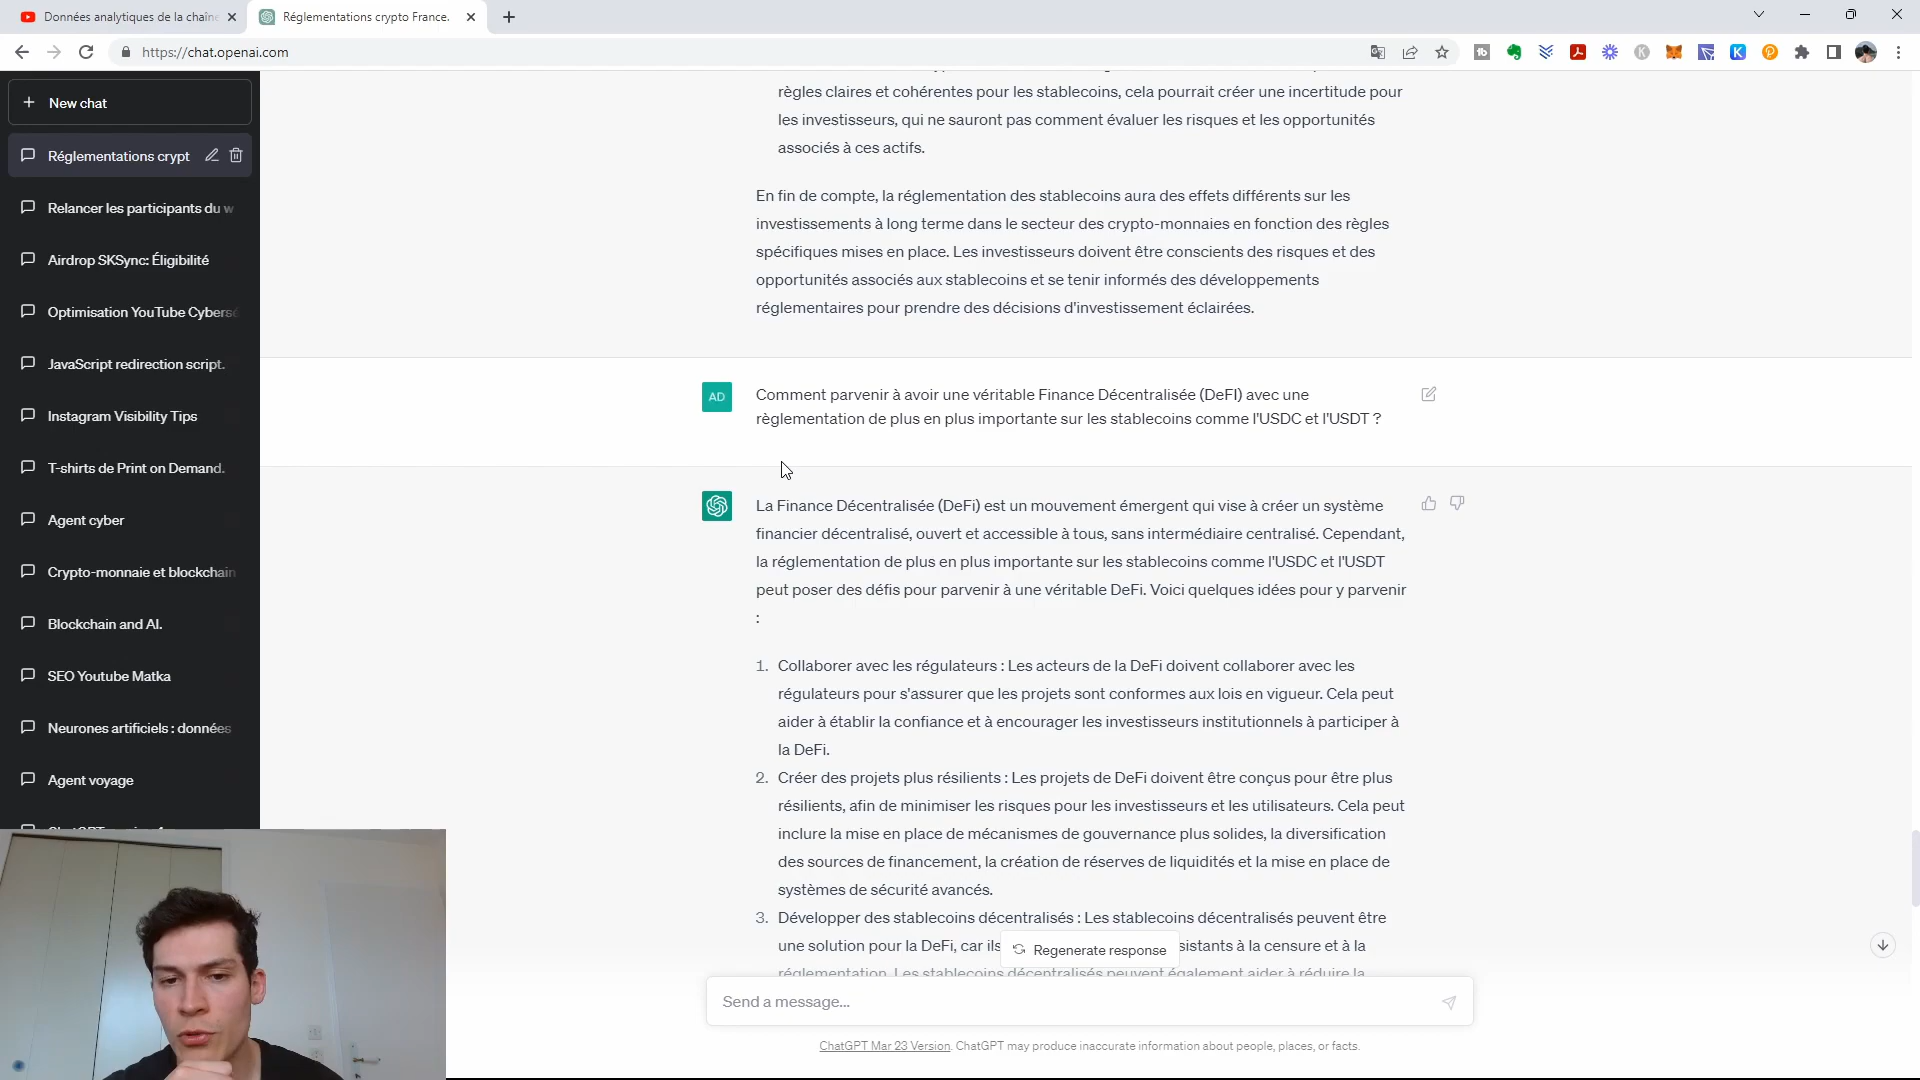 Données analytiques de la chaîne
Réglementations crypto France.
https://chat.openai.com
New chat
Réglementations crypt
Relancer les participants du w
Airdrop SKSync: Éligibilité
Optimisation YouTube Cybersé
JavaScript redirection script.
Instagram Visibility Tips
T-shirts de Print on Demand.
Agent cyber
Crypto-monnaie et blockchain
Blockchain and AI.
SEO Youtube Matka
Neurones artificiels : données
Agent voyage
règles claires et cohérentes pour les stablecoins, cela pourrait créer une incertitude pour
les investisseurs, qui ne sauront pas comment évaluer les risques et les opportunités
associés à ces actifs.
En fin de compte, la réglementation des stablecoins aura des effets différents sur les
investissements à long terme dans le secteur des crypto-monnaies en fonction des règles
spécifiques mises en place. Les investisseurs doivent être conscients des risques et des
opportunités associés aux stablecoins et se tenir informés des développements
réglementaires pour prendre des décisions d'investissement éclairées.
AD
Comment parvenir à avoir une véritable Finance Décentralisée (DeFI) avec une
règlementation de plus en plus importante sur les stablecoins comme l'USDC et l'USDT ?
La Finance Décentralisée (DeFi) est un mouvement émergent qui vise à créer un système
financier décentralisé, ouvert et accessible à tous, sans intermédiaire centralisé. Cependant,
la réglementation de plus en plus importante sur les stablecoins comme l'USDC et l'USDT
peut poser des défis pour parvenir à une véritable DeFi. Voici quelques idées pour y parvenir
:
1. Collaborer avec les régulateurs : Les acteurs de la DeFi doivent collaborer avec les
régulateurs pour s'assurer que les projets sont conformes aux lois en vigueur. Cela peut
aider à établir la confiance et à encourager les investisseurs institutionnels à participer à
la DeFi.
2. Créer des projets plus résilients : Les projets de DeFi doivent être conçus pour être plus
résilients, afin de minimiser les risques pour les investisseurs et les utilisateurs. Cela peut
inclure la mise en place de mécanismes de gouvernance plus solides, la diversification
des sources de financement, la création de réserves de liquidités et la mise en place de
systèmes de sécurité avancés.
3. Développer des stablecoins décentralisés : Les stablecoins décentralisés peuvent être
une solution pour la DeFi, car ils sistants à la censure et à la
Regenerate response
réglementation. Les stablecoins décentralisés peuvent également aider à réduire la
Send a message...
ChatGPT Mar 23 Version. ChatGPT may produce inaccurate information about people, places, or facts.